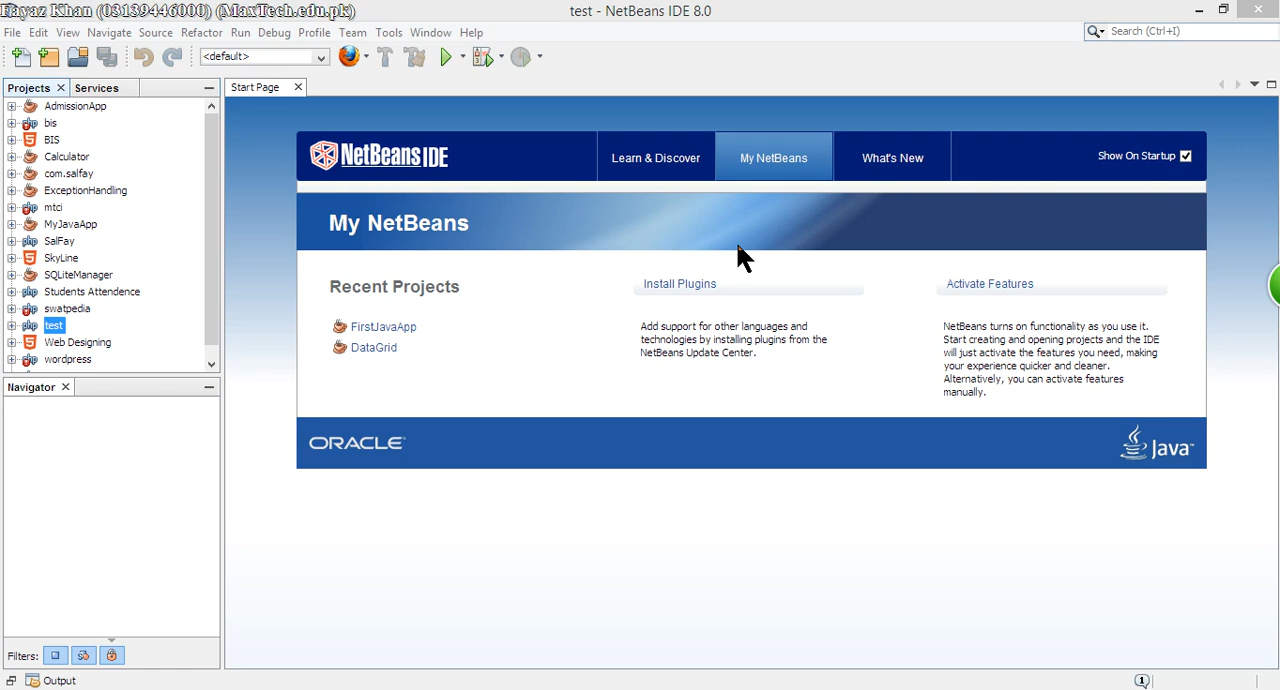 Fayaz Khan (03139446000) (MaxTech.edu.pk)
test - NetBeans IDE 8.0
File Edit View Navigate Source Refactor Run Debug Profile Team Tools Window Help
Search (Ctrl+I)
<default>
Projects
Services
Start Page
AdmissionApp
bis
BIS
Calculator
com.salfay
ExceptionHandling
mtci
MyJavaApp
SalFay
SkyLine
SQLiteManager
Students Attendence
swatpedia
test
Web Designing
wordpress
Navigator
Filters:
Output
NetBeans IDE
Learn & Discover
My NetBeans
What's New
Show On Startup
My NetBeans
Recent Projects
FirstJavaApp
DataGrid
Install Plugins
Add support for other languages and
technologies by installing plugins from the
NetBeans Update Center.
Activate Features
NetBeans turns on functionality as you use it.
Start creating and opening projects and the IDE
will just activate the features you need, making
your experience quicker and cleaner.
Alternatively, you can activate features
manually.
ORACLE
Java
1